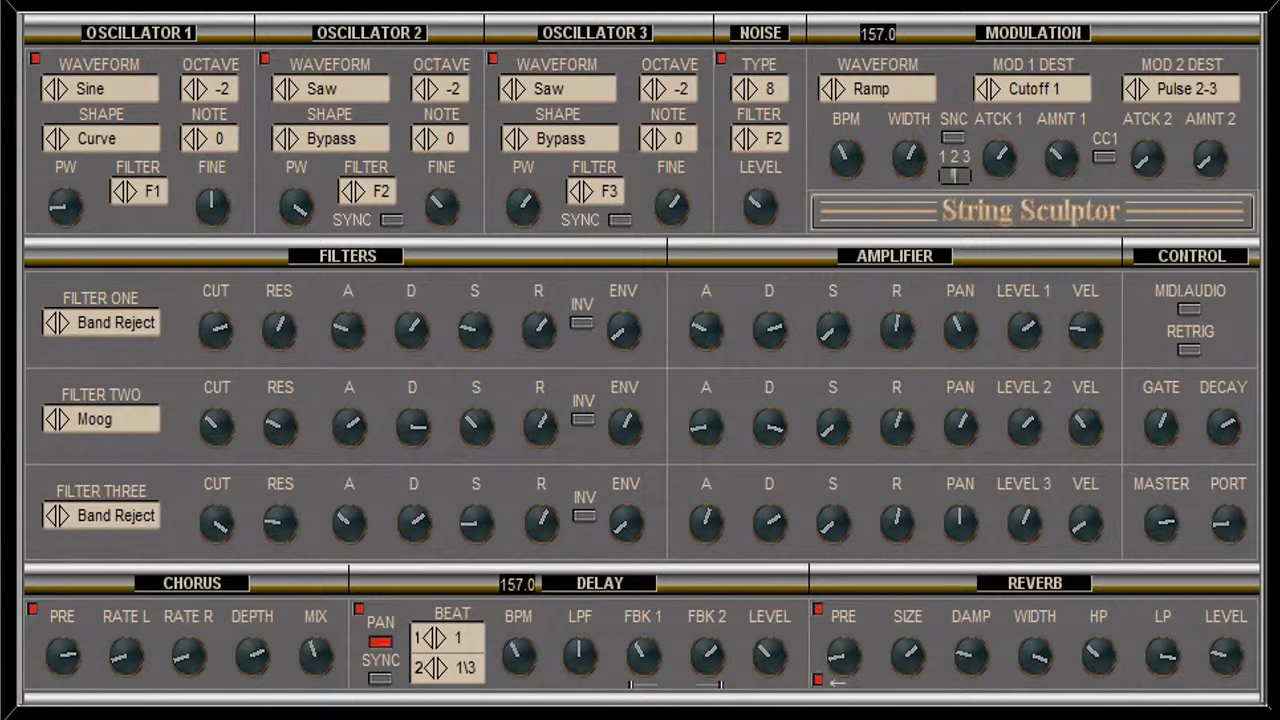 OSCILLATOR 1 OSCILLATOR 2 OSCILLATOR 3 NOISE 157.0 MODULATION
WAVEFORM OCTAVE WAVEFORM OCTAVE WAVEFORM OCTAVE TYPE WAVEFORM MOD 1 DEST MOD 2 DEST
Sine -2 Saw -2 Saw -2 8 Ramp Cutoff 1 Pulse 2-3
SHAPE NOTE SHAPE NOTE SHAPE NOTE FILTER BPM WIDTH SNC ATCK 1 AMNT 1 ATCK 2 AMNT 2
Curve 0 Bypass 0 Bypass 0 F2 CC1
1 2 3
PW FILTER FINE PW FILTER FINE PW FILTER FINE LEVEL
F1 F2 F3
SYNC SYNC
String Sculptor
FILTERS AMPLIFIER CONTROL
FILTER ONE CUT RES A D S R INV ENV A D S R PAN LEVEL 1 VEL MIDI.AUDIO
Band Reject
RETRIG
FILTER TWO CUT RES A D S R INV ENV A D S R PAN LEVEL 2 VEL GATE DECAY
Moog
FILTER THREE CUT RES A D S R INV ENV A D S R PAN LEVEL 3 VEL MASTER PORT
Band Reject
CHORUS 157.0 DELAY REVERB
PRE RATE L RATE R DEPTH MIX PAN BEAT BPM LPF FBK 1 FBK 2 LEVEL PRE SIZE DAMP WIDTH HP LP LEVEL
1 1
SYNC 2 1\3